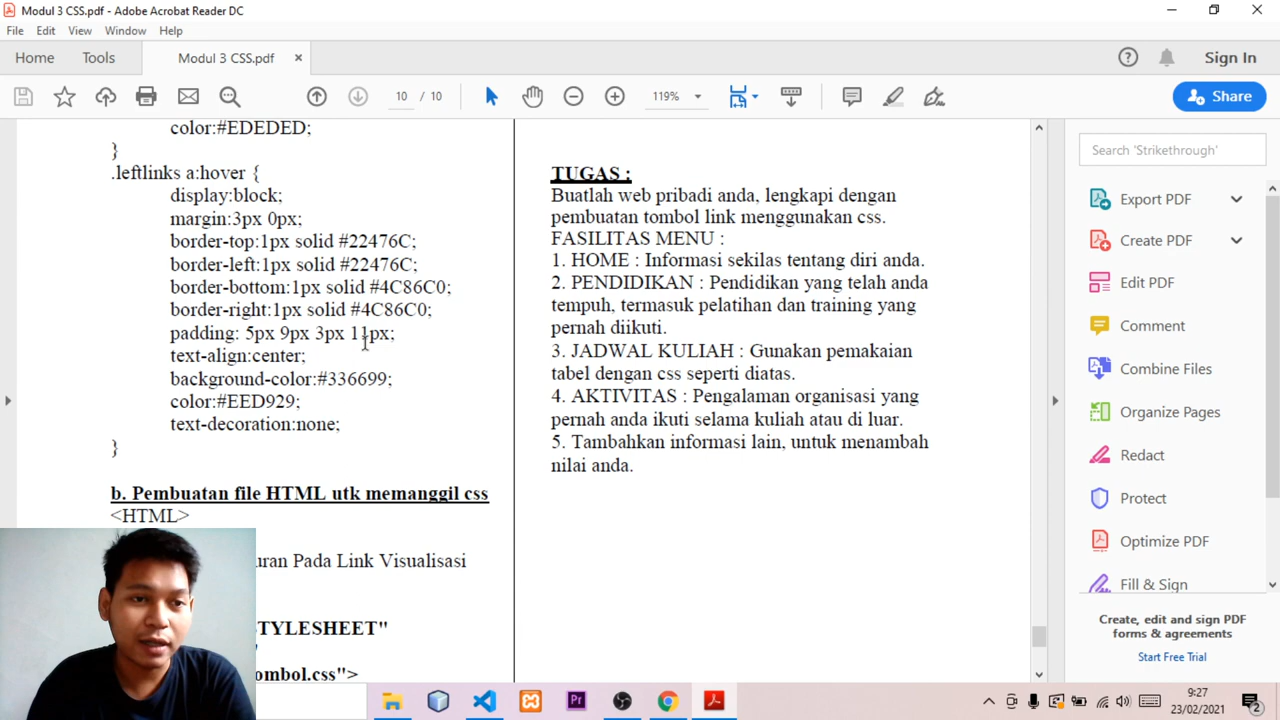 Modul 3 CSS.pdf - Adobe Acrobat Reader DC
File Edit View Window Help
Home Tools Modul 3 CSS.pdf × Sign In
10 / 10 119% Share
color:#EDEDED;
}
.leftlinks a:hover {
display:block;
margin:3px 0px;
border-top:1px solid #22476C;
border-left:1px solid #22476C;
border-bottom:1px solid #4C86C0;
border-right:1px solid #4C86C0;
padding: 5px 9px 3px 11px;
text-align:center;
background-color:#336699;
color:#EED929;
text-decoration:none;
}
b. Pembuatan file HTML utk memanggil css
<HTML>
uran Pada Link Visualisasi
TYLESHEET"
ombol.css">
TUGAS :
Buatlah web pribadi anda, lengkapi dengan
pembuatan tombol link menggunakan css.
FASILITAS MENU :
1. HOME : Informasi sekilas tentang diri anda.
2. PENDIDIKAN : Pendidikan yang telah anda
tempuh, termasuk pelatihan dan training yang
pernah diikuti.
3. JADWAL KULIAH : Gunakan pemakaian
tabel dengan css seperti diatas.
4. AKTIVITAS : Pengalaman organisasi yang
pernah anda ikuti selama kuliah atau di luar.
5. Tambahkan informasi lain, untuk menambah
nilai anda.
Search 'Strikethrough'
Export PDF
Create PDF
Edit PDF
Comment
Combine Files
Organize Pages
Redact
Protect
Optimize PDF
Fill & Sign
Create, edit and sign PDF
forms & agreements
Start Free Trial
Pr
9:27
23/02/2021
2